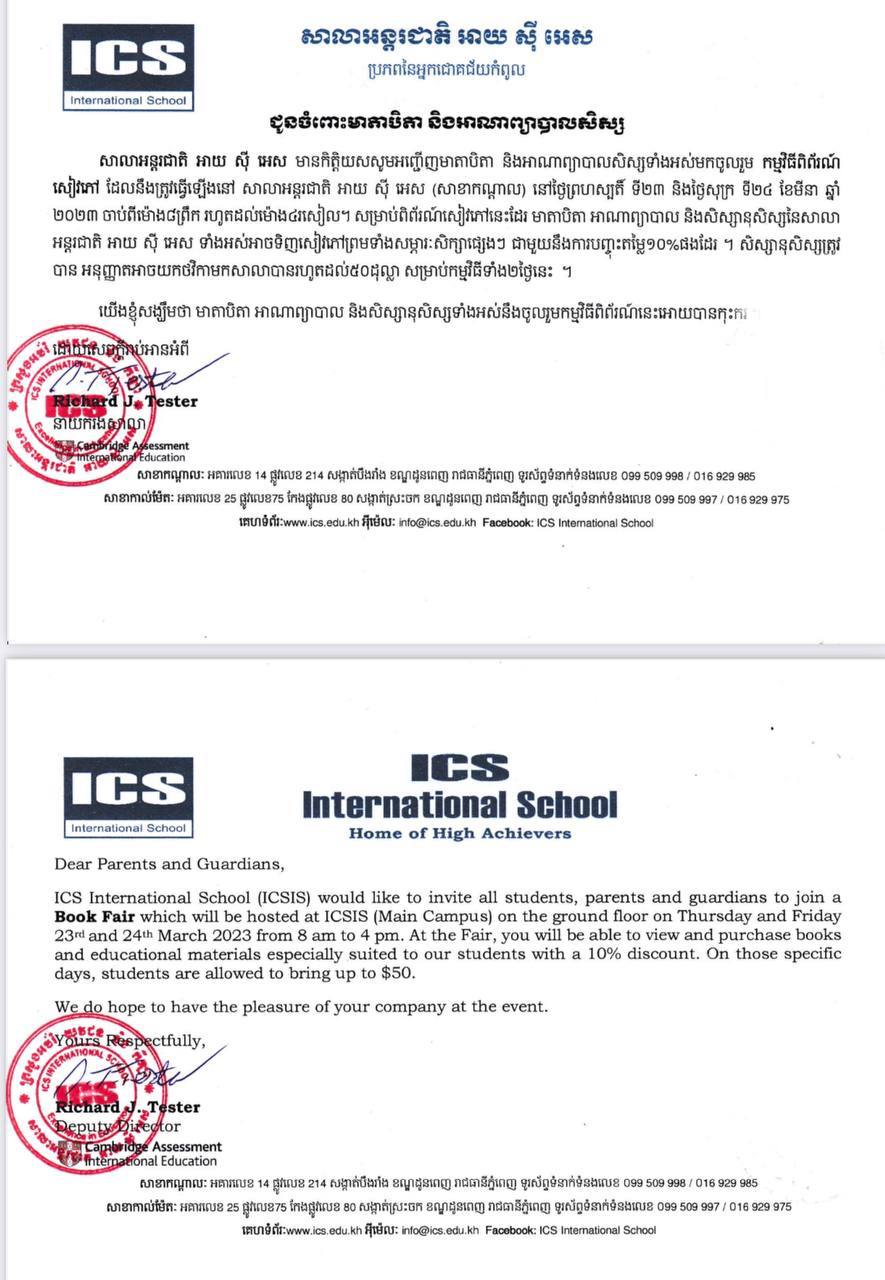 ICS
International School
សាលាអន្តរជាតិ អាយ ស៊ី អេស
ប្រភពនៃអ្នកជោគជ័យកំពូល
ជូនចំពោះមាតាបិតា និងអាណាព្យាបាលសិស្ស
សាលាអន្តរជាតិ អាយ ស៊ី អេស មានកិត្តិយសសូមអញ្ជើញមាតាបិតា និងអាណាព្យាបាលសិស្សទាំងអស់មកចូលរួម កម្មវិធីពិព័រណ៍
សៀវភៅ ដែលនឹងត្រូវធ្វើឡើងនៅ សាលាអន្តរជាតិ អាយ ស៊ី អេស (សាខាកណ្តាល) នៅថ្ងៃព្រហស្បតិ៍ ទី២៣ និងថ្ងៃសុក្រ ទី២៤ ខែមីនា ឆ្នាំ
២០២៣ ចាប់ពីម៉ោង៨ព្រឹក រហូតដល់ម៉ោង៤រសៀល។ សម្រាប់ពិព័រណ៍សៀវភៅនេះដែរ មាតាបិតា អាណាព្យាបាល និងសិស្សានុសិស្សនៃសាលា
អន្តរជាតិ អាយ ស៊ី អេស ទាំងអស់អាចទិញសៀវភៅព្រមទាំងសម្ភារៈសិក្សាផ្សេងៗ ជាមួយនឹងការបញ្ចុះតម្លៃ១០%ផងដែរ ។ សិស្សានុសិស្សត្រូវ
បាន អនុញ្ញាតអាចយកថវិកាមកសាលាបានរហូតដល់៥០ដុល្លា សម្រាប់កម្មវិធីទាំង២ថ្ងៃនេះ ។
យើងខ្ញុំសង្ឃឹមថា មាតាបិតា អាណាព្យាបាល និងសិស្សានុសិស្សទាំងអស់នឹងចូលរួមកម្មវិធីពិព័រណ៍នេះអោយបានកុះករ
ដោយសេចក្តីរាប់អានអំពី
Richard J. Tester
នាយករងសាលា
Cambridge Assessment
International Education
ICS INTERNATIONAL SCHOOL
ICS
សាខាកណ្តាលៈ អគារលេខ 14 ផ្លូវលេខ 214 សង្កាត់បឹងរាំង ខណ្ឌដូនពេញ រាជធានីភ្នំពេញ ទូរស័ព្ទទំនាក់ទំនងលេខ 099 509 998 / 016 929 985
សាខាកាល់ម៉ែតៈ អគារលេខ 25 ផ្លូវលេខ75 កែងផ្លូវលេខ 80 សង្កាត់ស្រះចក ខណ្ឌដូនពេញ រាជធានីភ្នំពេញ ទូរស័ព្ទទំនាក់ទំនងលេខ 099 509 997 / 016 929 975
គេហទំព័រៈwww.ics.edu.kh អ៊ីម៉ែលៈ info@ics.edu.kh Facebook: ICS International School
ICS
International School
ICS
International School
Home of High Achievers
Dear Parents and Guardians,
ICS International School (ICSIS) would like to invite all students, parents and guardians to join a
Book Fair which will be hosted at ICSIS (Main Campus) on the ground floor on Thursday and Friday
23rd and 24th March 2023 from 8 am to 4 pm. At the Fair, you will be able to view and purchase books
and educational materials especially suited to our students with a 10% discount. On those specific
days, students are allowed to bring up to $50.
We do hope to have the pleasure of your company at the event.
Yours Respectfully,
Richard J. Tester
Deputy Director
Cambridge Assessment
International Education
ICS INTERNATIONAL SCHOOL
ICS
សាខាកណ្តាលៈ អគារលេខ 14 ផ្លូវលេខ 214 សង្កាត់បឹងរាំង ខណ្ឌដូនពេញ រាជធានីភ្នំពេញ ទូរស័ព្ទទំនាក់ទំនងលេខ 099 509 998 / 016 929 985
សាខាកាល់ម៉ែតៈ អគារលេខ 25 ផ្លូវលេខ75 កែងផ្លូវលេខ 80 សង្កាត់ស្រះចក ខណ្ឌដូនពេញ រាជធានីភ្នំពេញ ទូរស័ព្ទទំនាក់ទំនងលេខ 099 509 997 / 016 929 975
គេហទំព័រៈwww.ics.edu.kh អ៊ីម៉ែលៈ info@ics.edu.kh Facebook: ICS International School